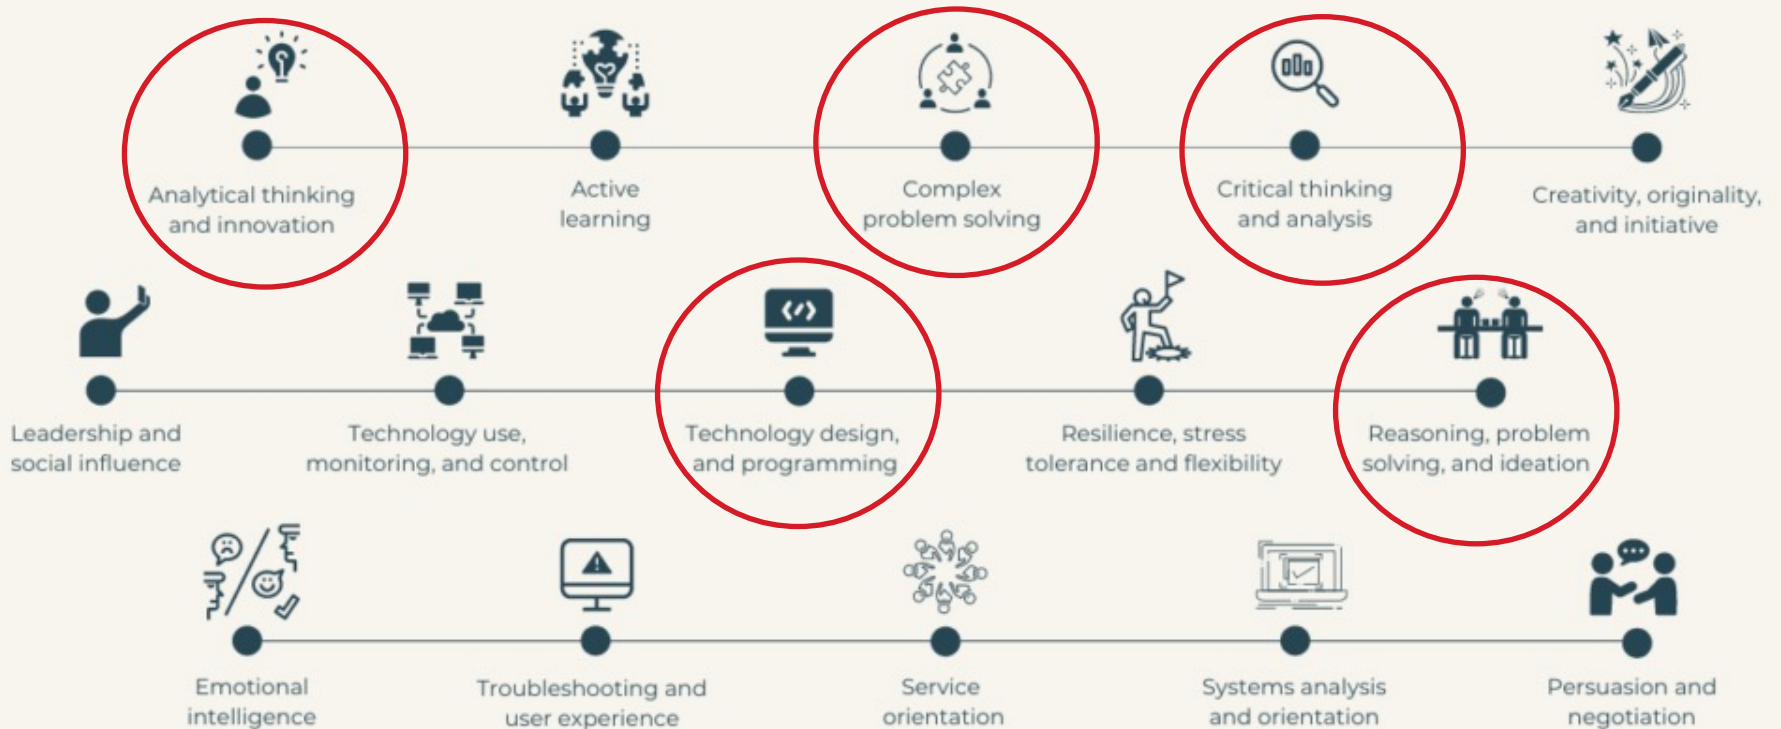 Analytical thinking
and innovation
Active
learning
Complex
problem solving
Critical thinking
and analysis
Creativity, originality,
and initiative
Leadership and
social influence
Technology use,
monitoring, and control
Technology design,
and programming
Resilience, stress
tolerance and flexibility
Reasoning, problem
solving, and ideation
Emotional
intelligence
Troubleshooting and
user experience
Service
orientation
Systems analysis
and orientation
Persuasion and
negotiation